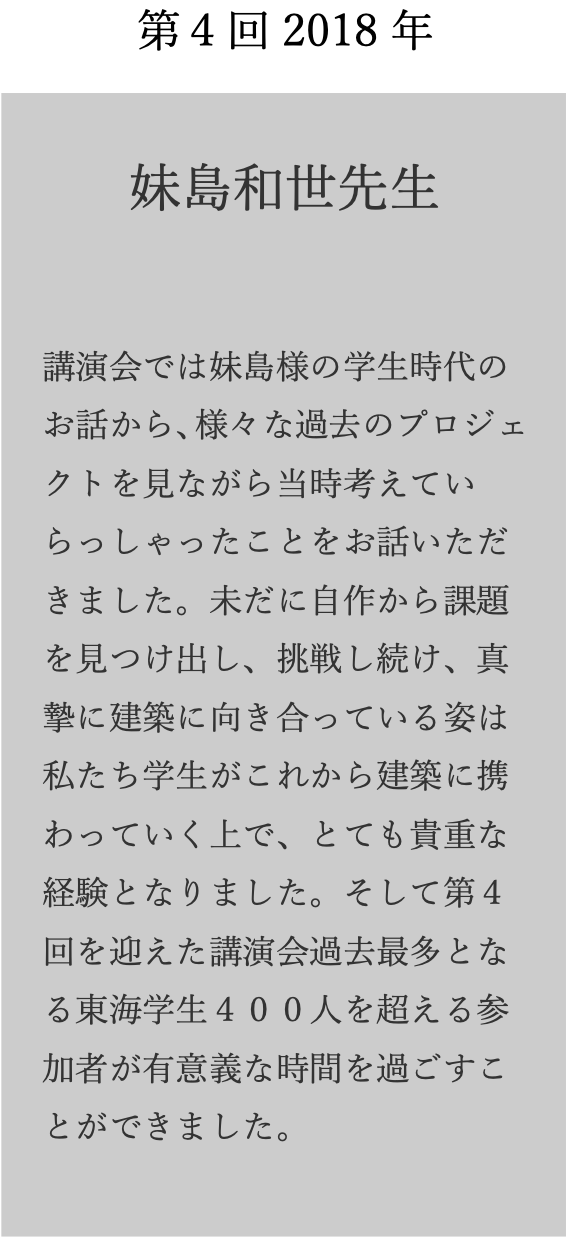 第４回 2018 年
妹島和世先生
講演会では妹島様の学生時代の
お話から、様々な過去のプロジェ
クトを見ながら当時考えてい
らっしゃったことをお話いただ
きました。未だに自作から課題
を見つけ出し、挑戦し続け、真
摯に建築に向き合っている姿は
私たち学生がこれから建築に携
わっていく上で、とても貴重な
経験となりました。そして第４
回を迎えた講演会過去最多とな
る東海学生４００人を超える参
加者が有意義な時間を過ごすこ
とができました。